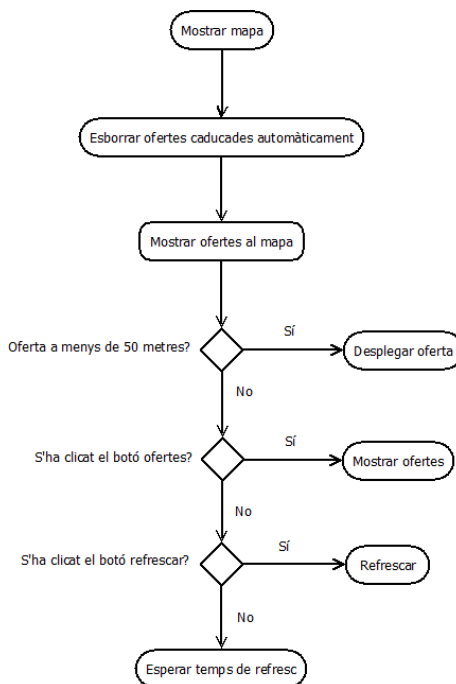 Mostrar mapa
Esborrar ofertes caducades automàticament
Mostrar ofertes al mapa
Oferta a menys de 50 metres?
Sí
Desplegar oferta
No
S'ha clicat el botó ofertes?
Sí
Mostrar ofertes
No
S'ha clicat el botó refrescar?
Sí
Refrescar
No
Esperar temps de refresc